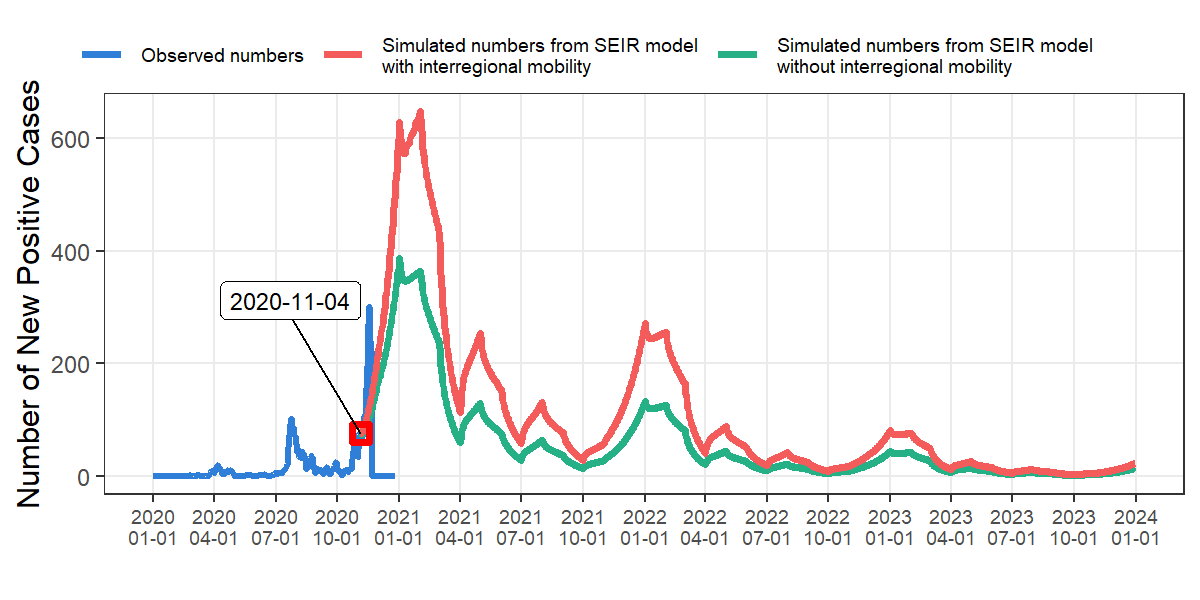 Observed numbers
Simulated numbers from SEIR model
with interregional mobility
Simulated numbers from SEIR model
without interregional mobility
Number of New Positive Cases
600
400
200
0
2020-11-04
2020 2020 2020 2020 2021 2021 2021 2021 2022 2022 2022 2022 2023 2023 2023 2023 2024
01-01 04-01 07-01 10-01 01-01 04-01 07-01 10-01 01-01 04-01 07-01 10-01 01-01 04-01 07-01 10-01 01-01